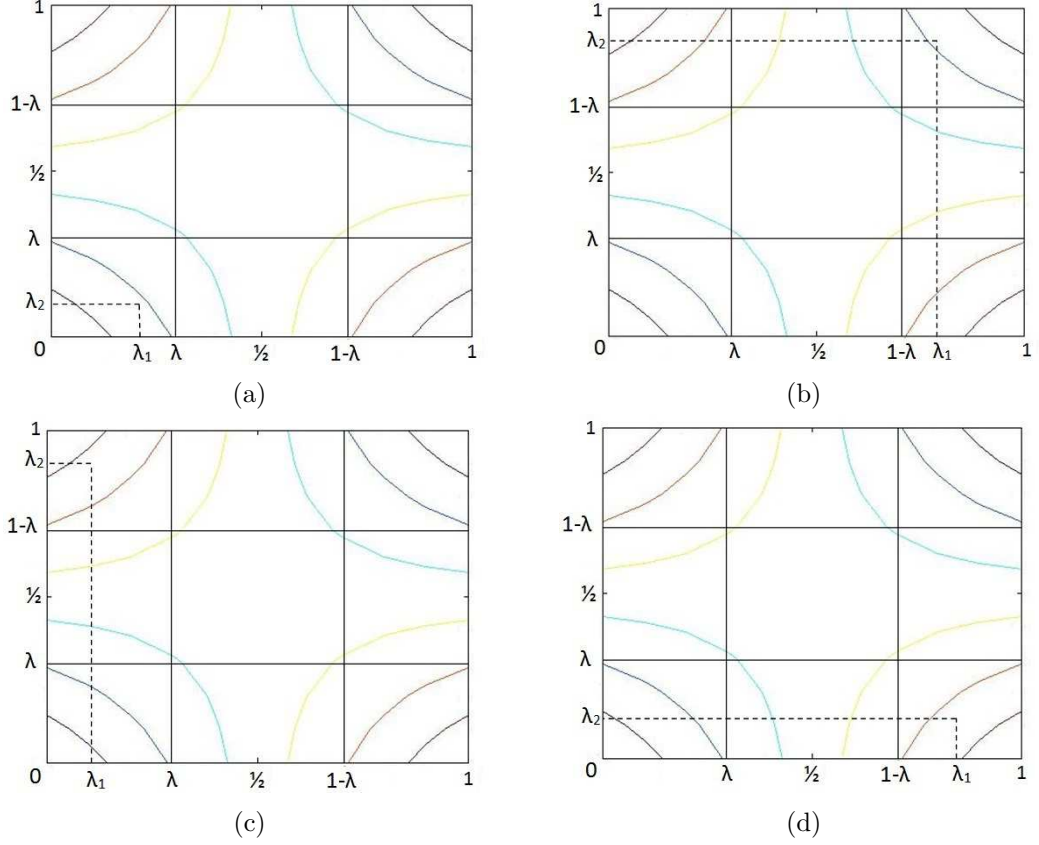 1
λ₂
1-λ
½
λ
0 λ₁ λ ½ 1-λ 1
(a)
1
λ₂
1-λ
½
λ
0 λ ½ 1-λ λ₁ 1
(b)
1
λ₂
1-λ
½
λ
0 λ₁ λ ½ 1-λ 1
(c)
1
1-λ
½
λ
λ₂
0 λ ½ 1-λ λ₁ 1
(d)